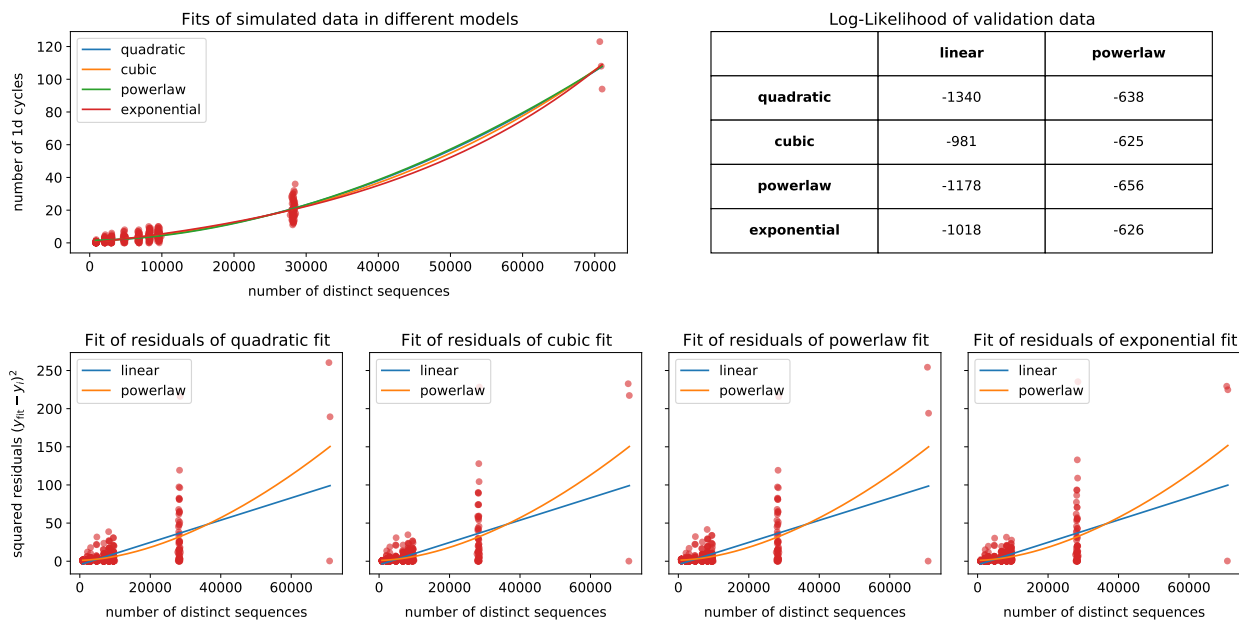 Fits of simulated data in different models
number of 1d cycles
120
100
80
60
40
20
0
quadratic
cubic
powerlaw
exponential
0 10000 20000 30000 40000 50000 60000 70000
number of distinct sequences
Log-Likelihood of validation data
linear powerlaw
quadratic -1340 -638
cubic -981 -625
powerlaw -1178 -656
exponential -1018 -626
Fit of residuals of quadratic fit
squared residuals (y_fit − y_i)^2
250
200
150
100
50
0
linear
powerlaw
0 20000 40000 60000
number of distinct sequences
Fit of residuals of cubic fit
linear
powerlaw
0 20000 40000 60000
number of distinct sequences
Fit of residuals of powerlaw fit
linear
powerlaw
0 20000 40000 60000
number of distinct sequences
Fit of residuals of exponential fit
linear
powerlaw
0 20000 40000 60000
number of distinct sequences